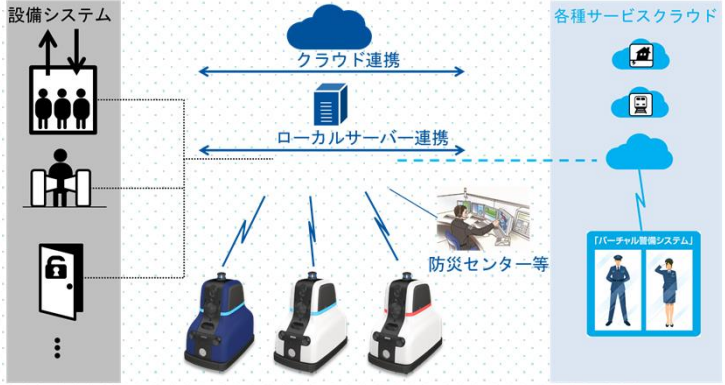 設備システム
クラウド連携
ローカルサーバー連携
防災センター等
各種サービスクラウド
「バーチャル警備システム」